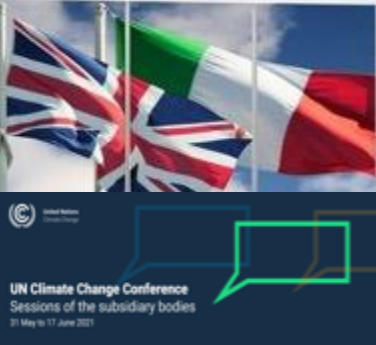 United Nations
Climate Change
UN Climate Change Conference
Sessions of the subsidiary bodies
31 May to 17 June 2021